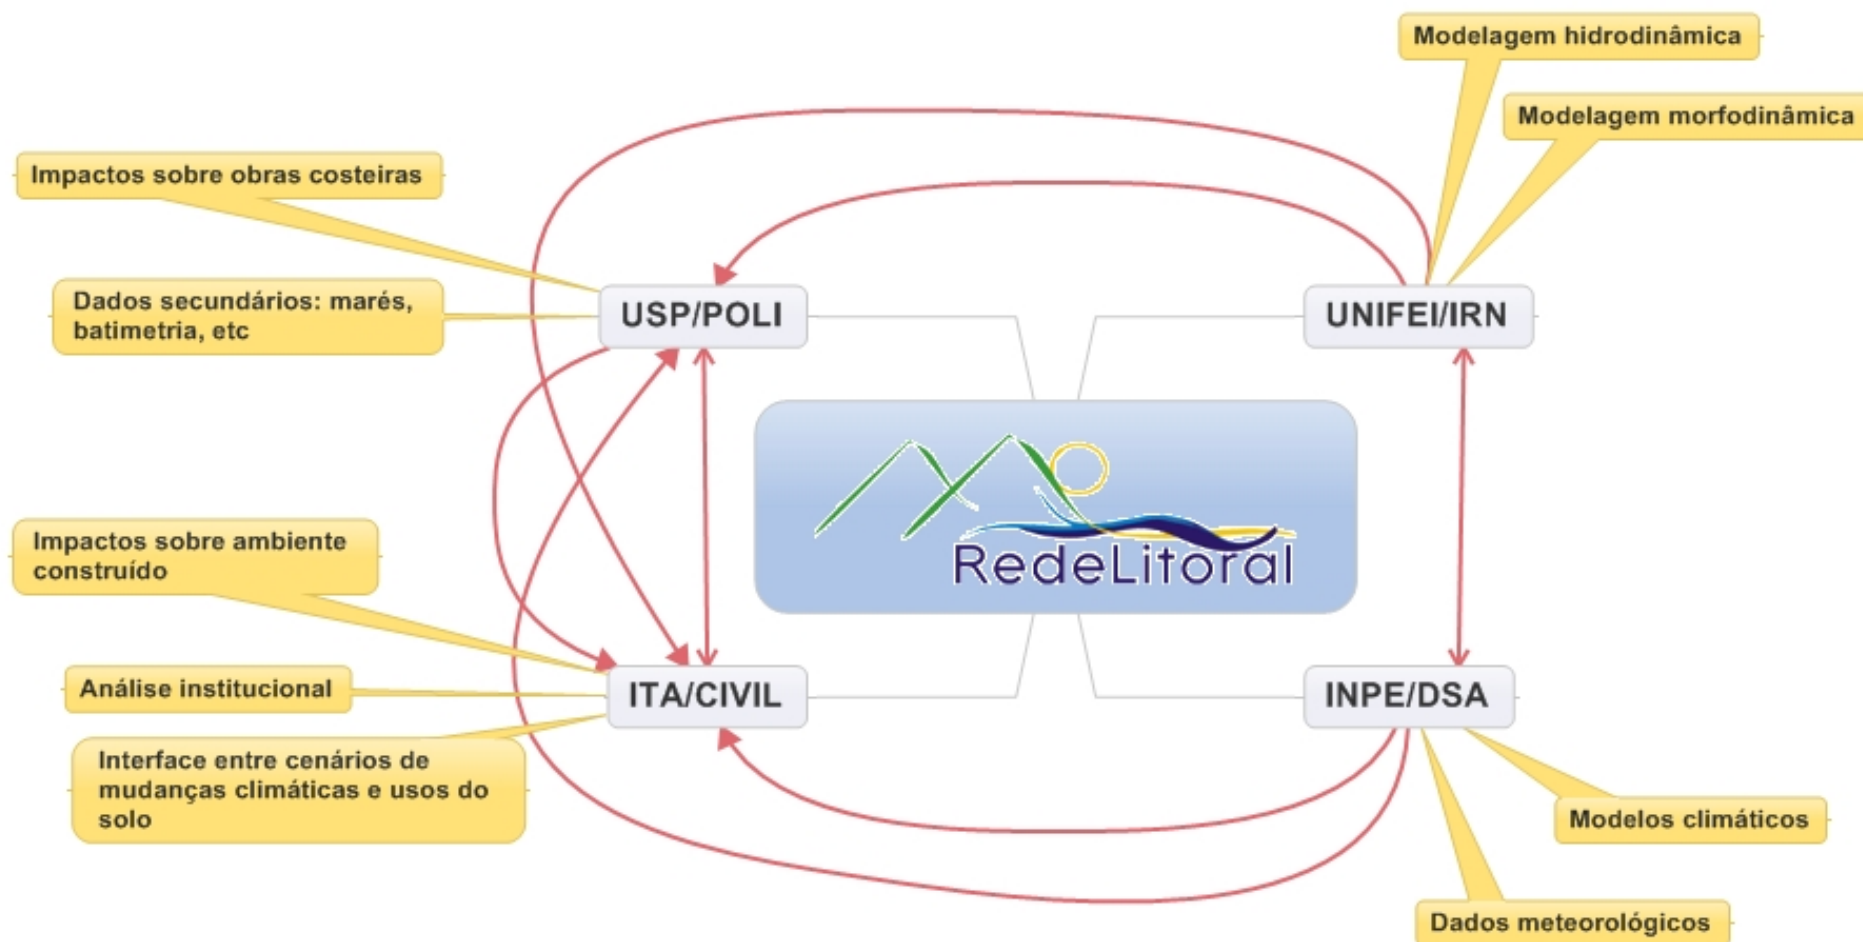 Modelagem hidrodinâmica
Modelagem morfodinâmica
Impactos sobre obras costeiras
Dados secundários: marés,
batimetria, etc
USP/POLI
UNIFEI/IRN
RedeLitoral
Impactos sobre ambiente
construído
Análise institucional
Interface entre cenários de
mudanças climáticas e usos do
solo
ITA/CIVIL
INPE/DSA
Modelos climáticos
Dados meteorológicos